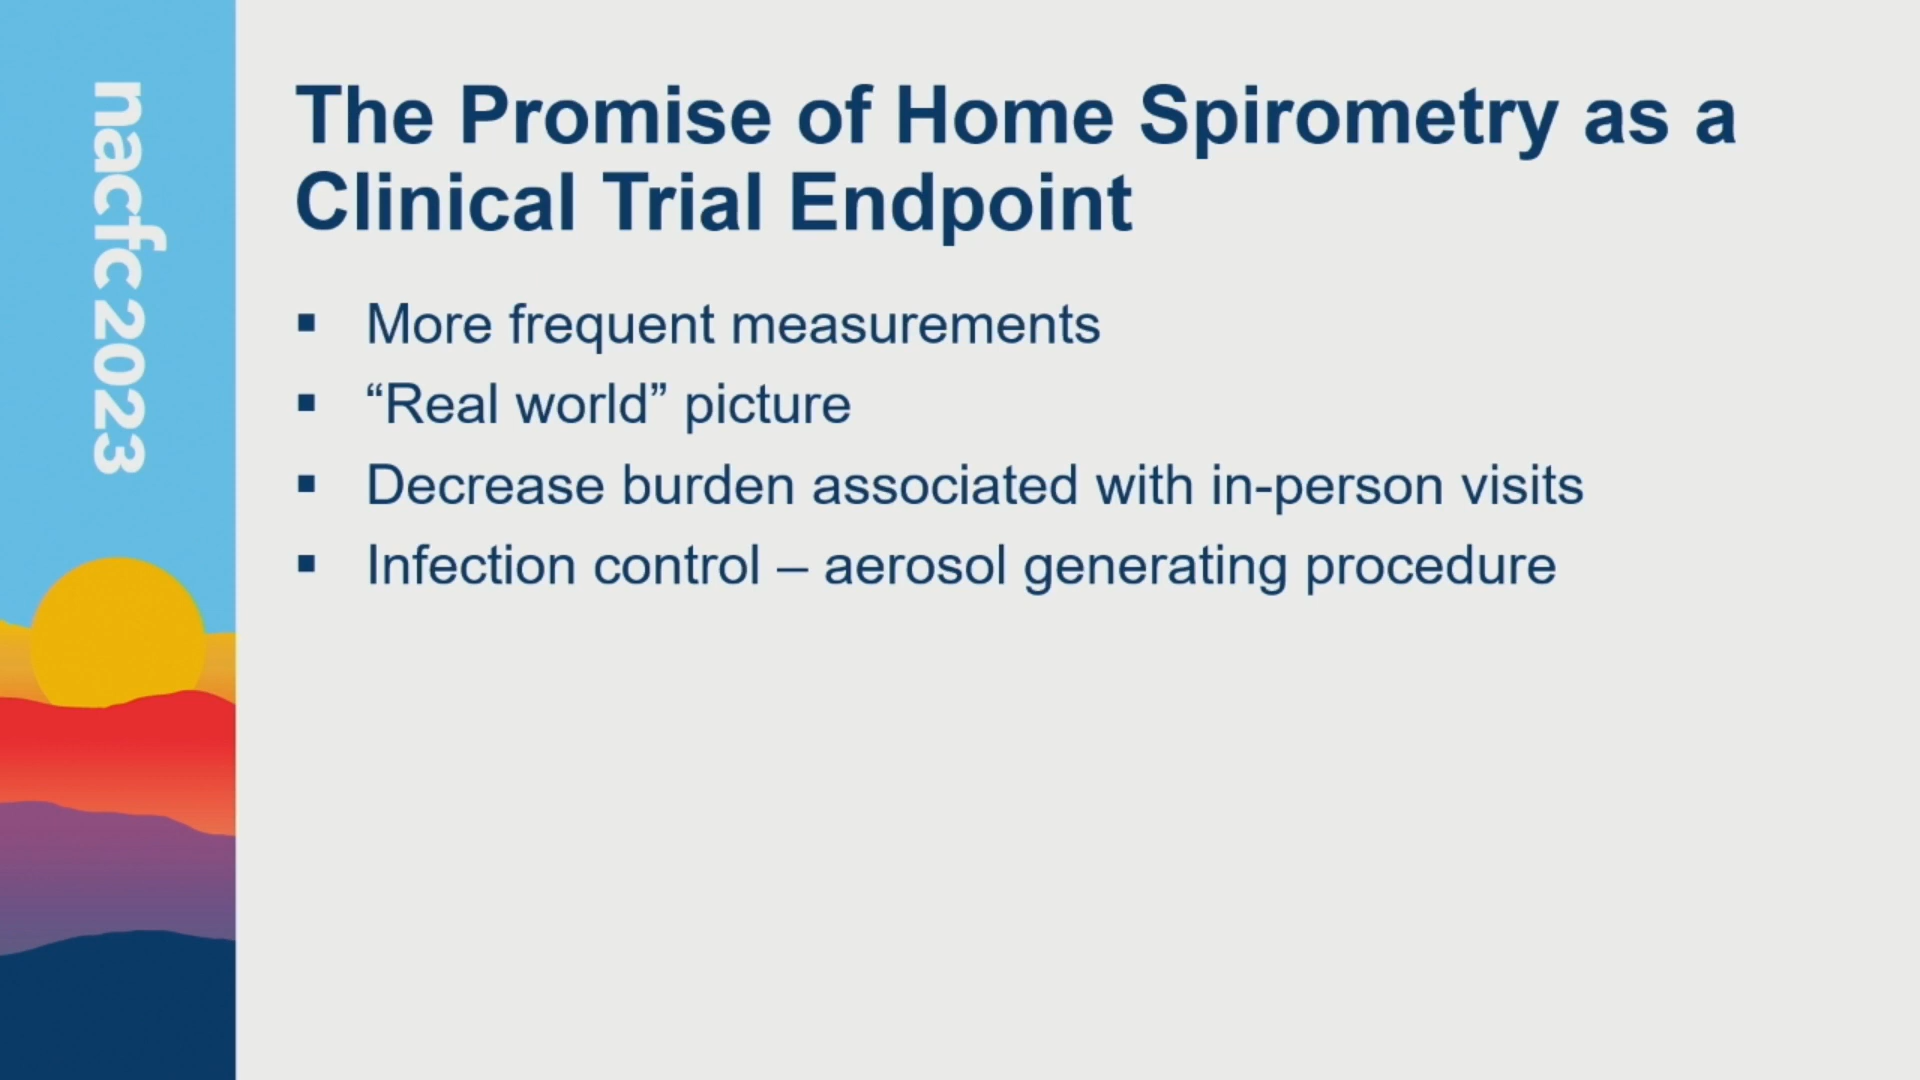 nacfc 2023
The Promise of Home Spirometry as a
Clinical Trial Endpoint
▪ More frequent measurements
▪ “Real world” picture
▪ Decrease burden associated with in-person visits
▪ Infection control – aerosol generating procedure